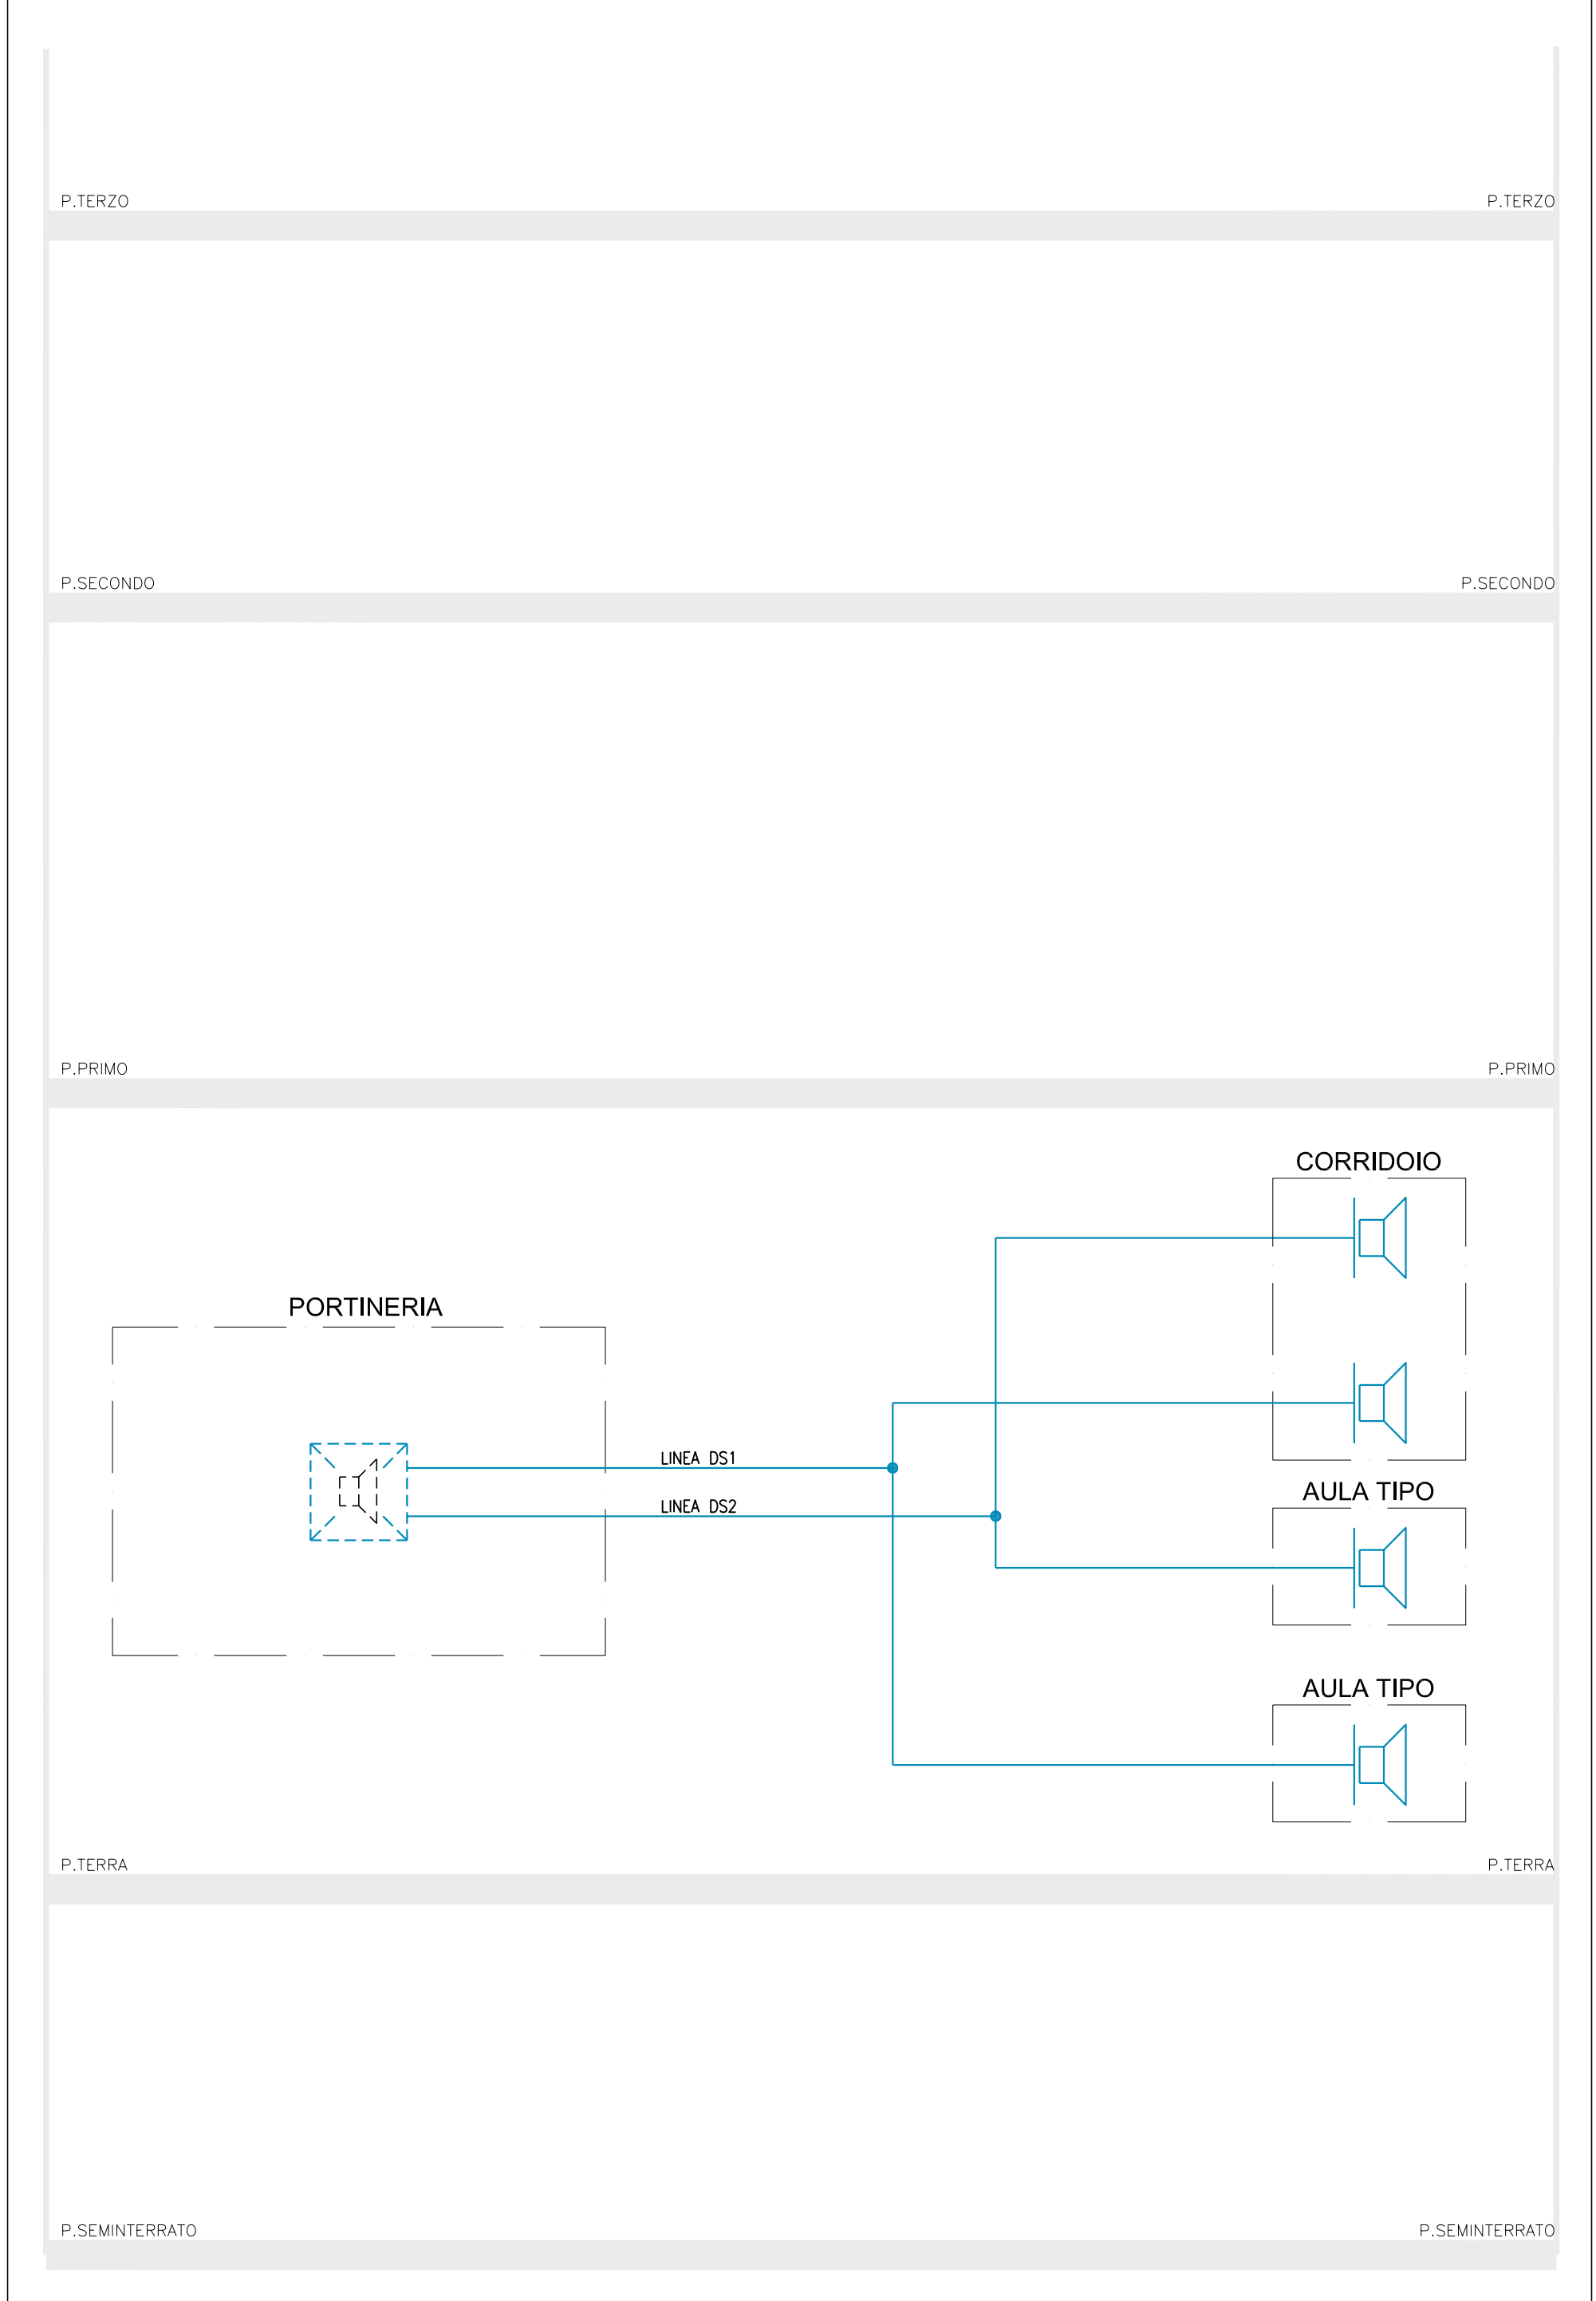 P.TERZO P.TERZO
P.SECONDO P.SECONDO
P.PRIMO P.PRIMO
CORRIDOIO
PORTINERIA
LINEA DS1
AULA TIPO
LINEA DS2
AULA TIPO
P.TERRA P.TERRA
P.SEMINTERRATO P.SEMINTERRATO